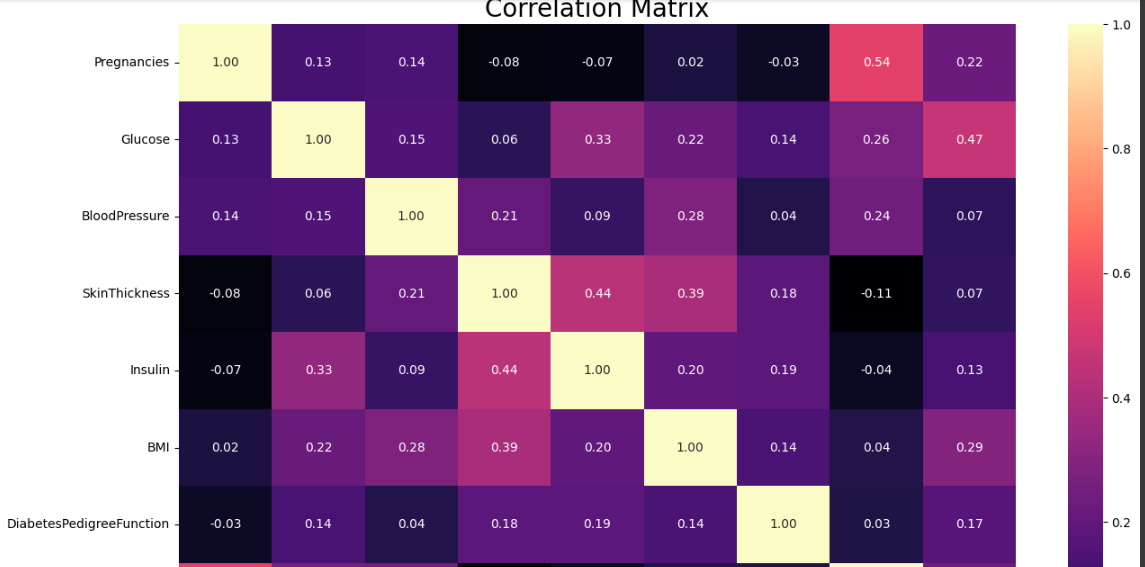 Correlation Matrix
Pregnancies 1.00 0.13 0.14 -0.08 -0.07 0.02 -0.03 0.54 0.22
Glucose 0.13 1.00 0.15 0.06 0.33 0.22 0.14 0.26 0.47
BloodPressure 0.14 0.15 1.00 0.21 0.09 0.28 0.04 0.24 0.07
SkinThickness -0.08 0.06 0.21 1.00 0.44 0.39 0.18 -0.11 0.07
Insulin -0.07 0.33 0.09 0.44 1.00 0.20 0.19 -0.04 0.13
BMI 0.02 0.22 0.28 0.39 0.20 1.00 0.14 0.04 0.29
DiabetesPedigreeFunction -0.03 0.14 0.04 0.18 0.19 0.14 1.00 0.03 0.17
1.0
0.8
0.6
0.4
0.2